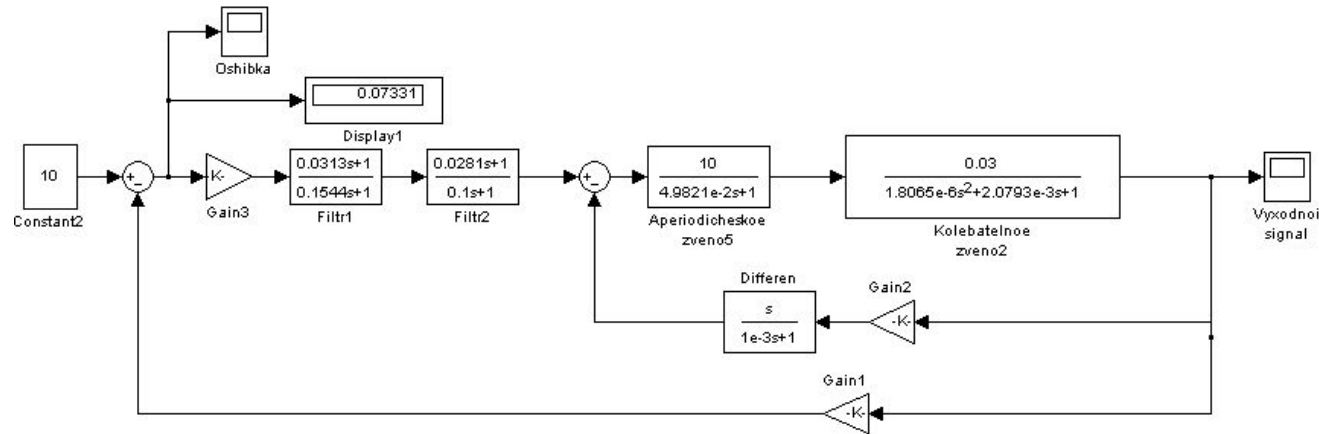 Oshibka
0.07331
Display1
10
Constant2
+
-
K-
Gain3
0.0313s+1
0.1544s+1
Filtr1
0.0281s+1
0.1s+1
Filtr2
+
-
10
4.9821e-2s+1
Aperiodicheskoe
zveno5
0.03
1.8065e-6s²+2.0793e-3s+1
Kolebatelnoe
zveno2
Vyxodnoi
signal
Differen
s
1e-3s+1
Gain2
-K-
Gain1
-K-